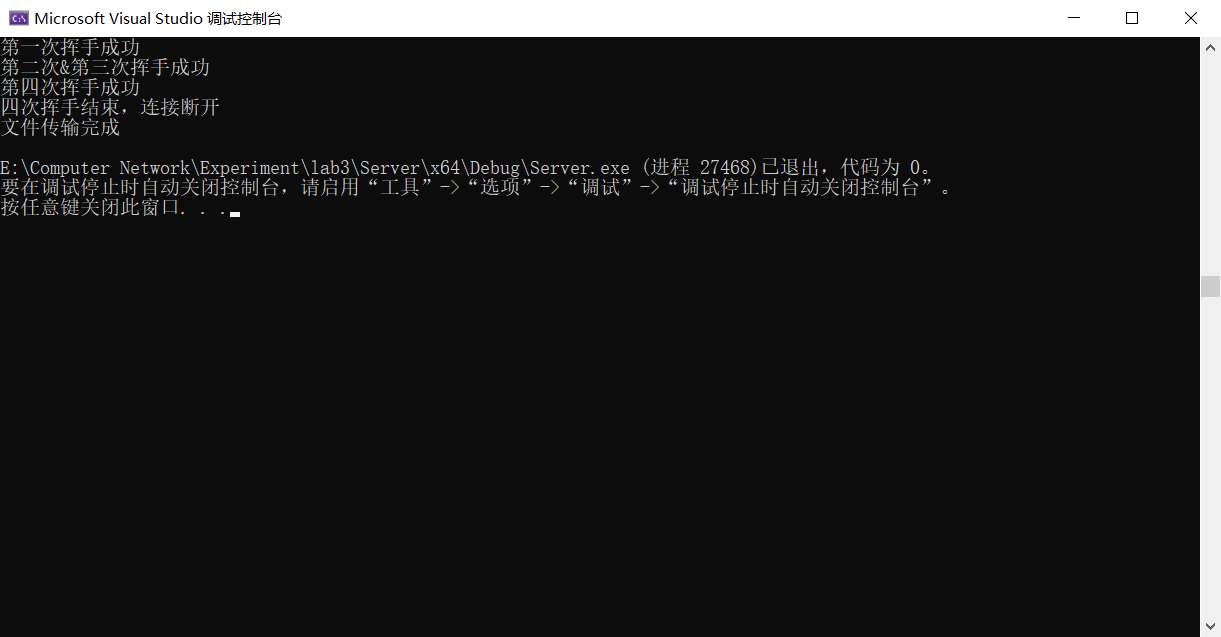 Microsoft Visual Studio 调试控制台
第一次挥手成功
第二次&第三次挥手成功
第四次挥手成功
四次挥手结束，连接断开
文件传输完成
E:\Computer Network\Experiment\lab3\Server\x64\Debug\Server.exe (进程 27468)已退出，代码为 0。
要在调试停止时自动关闭控制台，请启用“工具”->“选项”->“调试”->“调试停止时自动关闭控制台”。
按任意键关闭此窗口. . .